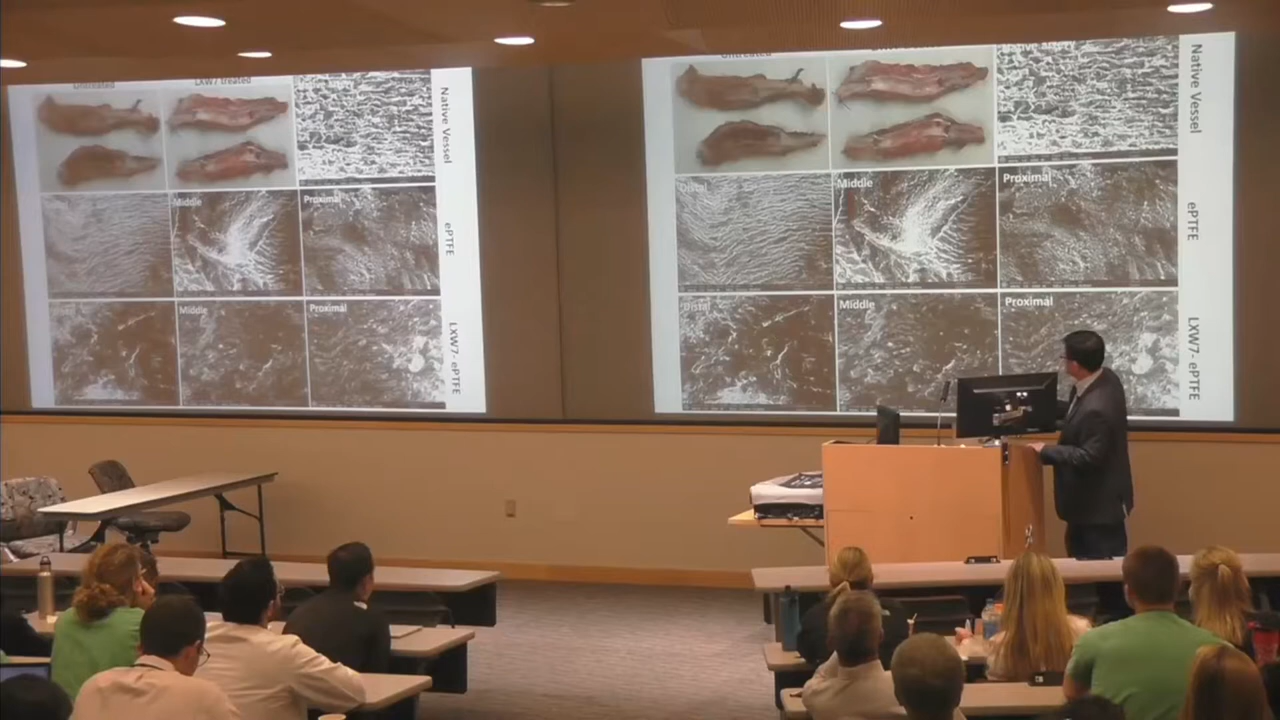 Untreated
LXW7 treated
Native Vessel
Middle
Proximal
ePTFE
Middle
Proximal
LXW7- ePTFE
Untreated
Native Vessel
Distal
Middle
Proximal
ePTFE
Distal
Middle
Proximal
LXW7- ePTFE